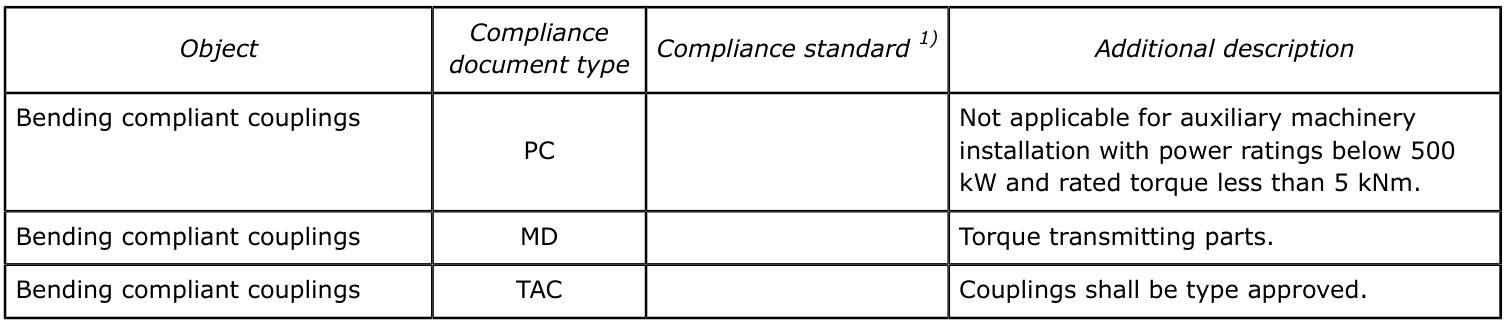 Object
Compliance
document type
Compliance standard 1)
Additional description
Bending compliant couplings
PC
Not applicable for auxiliary machinery
installation with power ratings below 500
kW and rated torque less than 5 kNm.
Bending compliant couplings
MD
Torque transmitting parts.
Bending compliant couplings
TAC
Couplings shall be type approved.